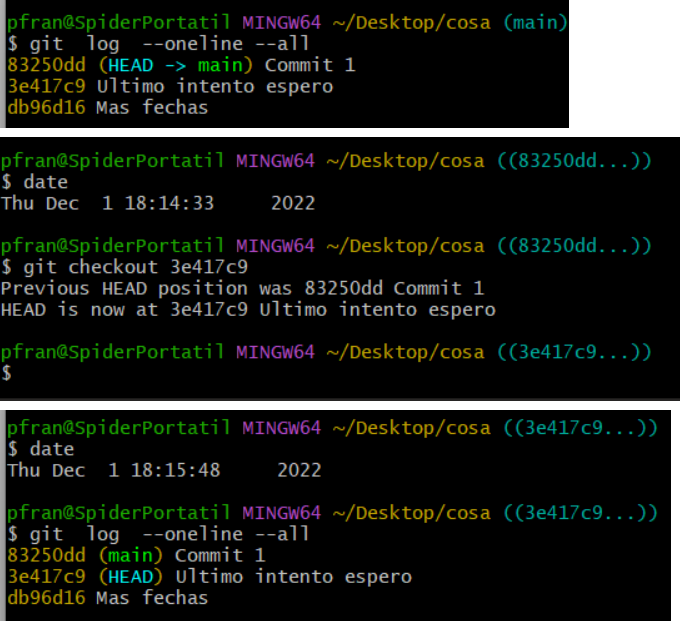 pfran@SpiderPortatil MINGW64 ~/Desktop/cosa (main)
$ git  log  --oneline --all
83250dd (HEAD -> main) Commit 1
3e417c9 Ultimo intento espero
db96d16 Mas fechas
pfran@SpiderPortatil MINGW64 ~/Desktop/cosa ((83250dd...))
$ date
Thu Dec  1 18:14:33     2022
pfran@SpiderPortatil MINGW64 ~/Desktop/cosa ((83250dd...))
$ git checkout 3e417c9
Previous HEAD position was 83250dd Commit 1
HEAD is now at 3e417c9 Ultimo intento espero
pfran@SpiderPortatil MINGW64 ~/Desktop/cosa ((3e417c9...))
$
pfran@SpiderPortatil MINGW64 ~/Desktop/cosa ((3e417c9...))
$ date
Thu Dec  1 18:15:48     2022
pfran@SpiderPortatil MINGW64 ~/Desktop/cosa ((3e417c9...))
$ git  log  --oneline --all
83250dd (main) Commit 1
3e417c9 (HEAD) Ultimo intento espero
db96d16 Mas fechas